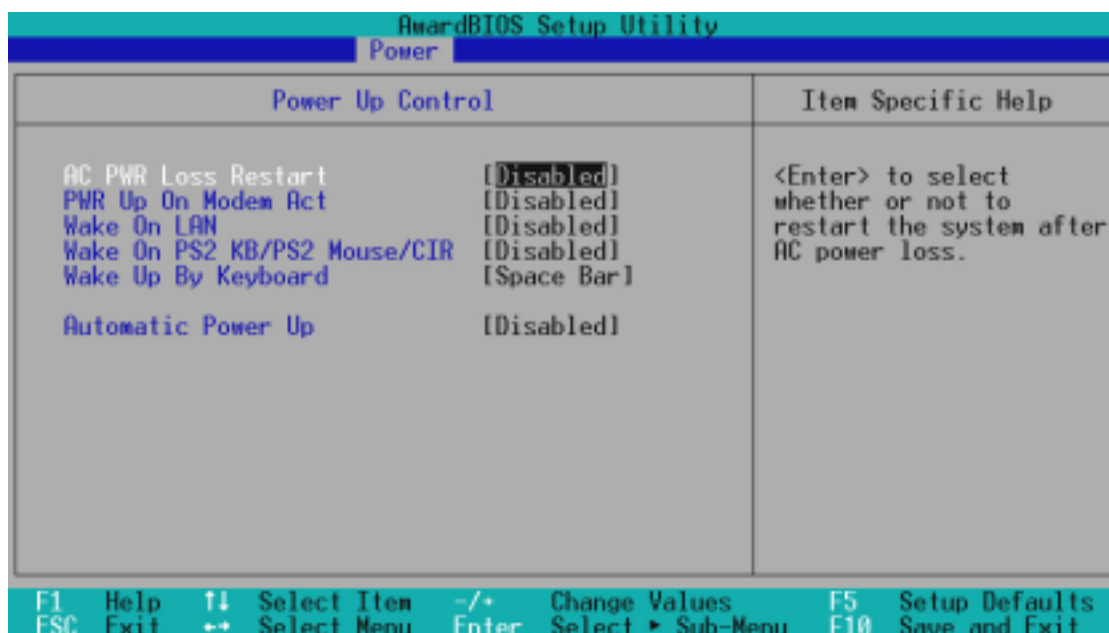 AwardBIOS Setup Utility
Power
Power Up Control
Item Specific Help
AC PWR Loss Restart [Disabled]
PWR Up On Modem Act [Disabled]
Wake On LAN [Disabled]
Wake On PS2 KB/PS2 Mouse/CIR [Disabled]
Wake Up By Keyboard [Space Bar]
Automatic Power Up [Disabled]
<Enter> to select
whether or not to
restart the system after
AC power loss.
F1 Help ↑↓ Select Item -/+ Change Values F5 Setup Defaults
ESC Exit ←→ Select Menu Enter Select ► Sub-Menu F10 Save and Exit